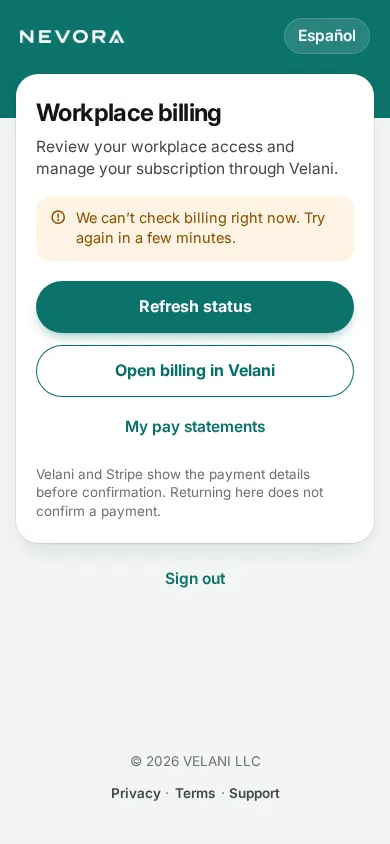 NEVORA
Español
Workplace billing
Review your workplace access and
manage your subscription through Velani.
We can’t check billing right now. Try
again in a few minutes.
Refresh status
Open billing in Velani
My pay statements
Velani and Stripe show the payment details
before confirmation. Returning here does not
confirm a payment.
Sign out
© 2026 VELANI LLC
Privacy · Terms · Support